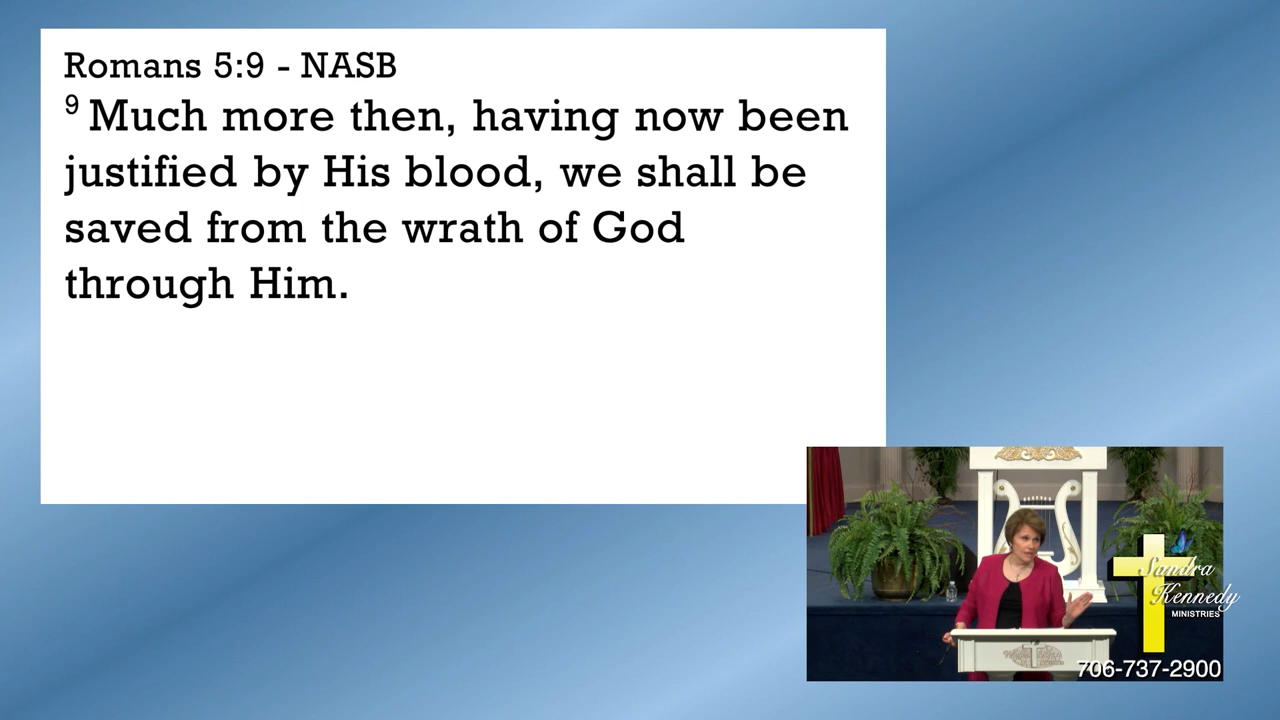 Romans 5:9 - NASB
9 Much more then, having now been
justified by His blood, we shall be
saved from the wrath of God
through Him.
Sandra
Kennedy
MINISTRIES
706-737-2900